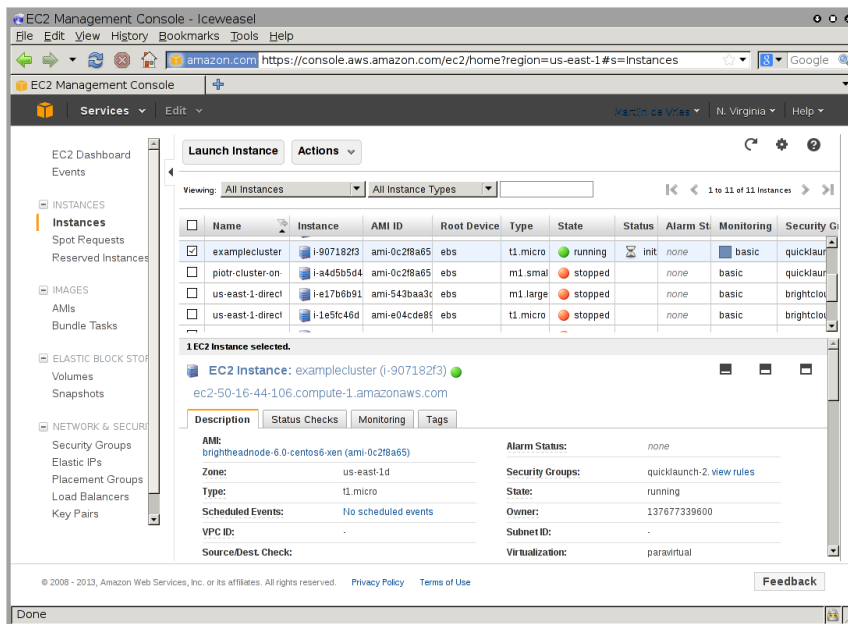 EC2 Management Console - Iceweasel
File Edit View History Bookmarks Tools Help
amazon.com https://console.aws.amazon.com/ec2/home?region=us-east-1#s=Instances Google
EC2 Management Console
Services Edit Martijn de Vries N. Virginia Help
EC2 Dashboard
Events
INSTANCES
Instances
Spot Requests
Reserved Instances
IMAGES
AMIs
Bundle Tasks
ELASTIC BLOCK STOR
Volumes
Snapshots
NETWORK & SECURI
Security Groups
Elastic IPs
Placement Groups
Load Balancers
Key Pairs
Launch Instance Actions
Viewing: All Instances All Instance Types 1 to 11 of 11 Instances
Name Instance AMI ID Root Device Type State Status Alarm St Monitoring Security G
examplecluster i-907182f3 ami-0c2f8a65 ebs t1.micro running init none basic quicklaun
piotr-cluster-on- i-a4d5b5d4 ami-0c2f8a65 ebs m1.smal stopped none basic quicklaun
us-east-1-direct i-e17b6b91 ami-543baa3c ebs m1.large stopped none basic brightclou
us-east-1-direct i-1e5fc46d ami-e04cde89 ebs t1.micro stopped none basic brightclou
1 EC2 Instance selected.
EC2 Instance: examplecluster (i-907182f3)
ec2-50-16-44-106.compute-1.amazonaws.com
Description Status Checks Monitoring Tags
AMI:
brightheadnode-6.0-centos6-xen (ami-0c2f8a65) Alarm Status: none
Zone: us-east-1d Security Groups: quicklaunch-2. view rules
Type: t1.micro State: running
Scheduled Events: No scheduled events Owner: 137677339600
VPC ID: - Subnet ID: -
Source/Dest. Check: Virtualization: paravirtual
© 2008 - 2013, Amazon Web Services, Inc. or its affiliates. All rights reserved. Privacy Policy Terms of Use Feedback
Done